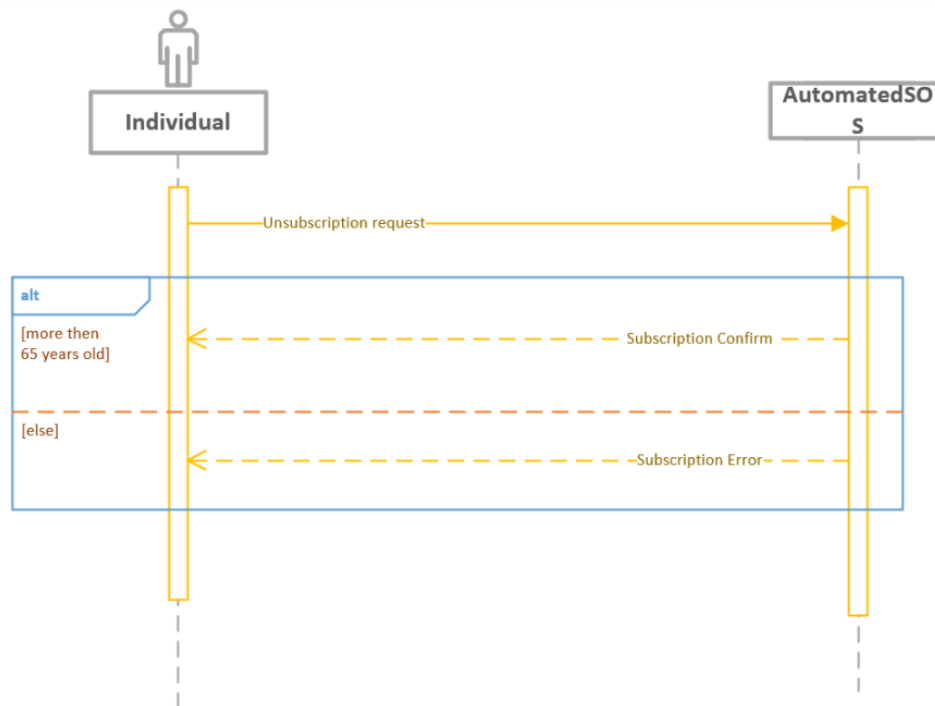 Individual
AutomatedSO
S
Unsubscription request
alt
[more then
65 years old]
Subscription Confirm
[else]
Subscription Error